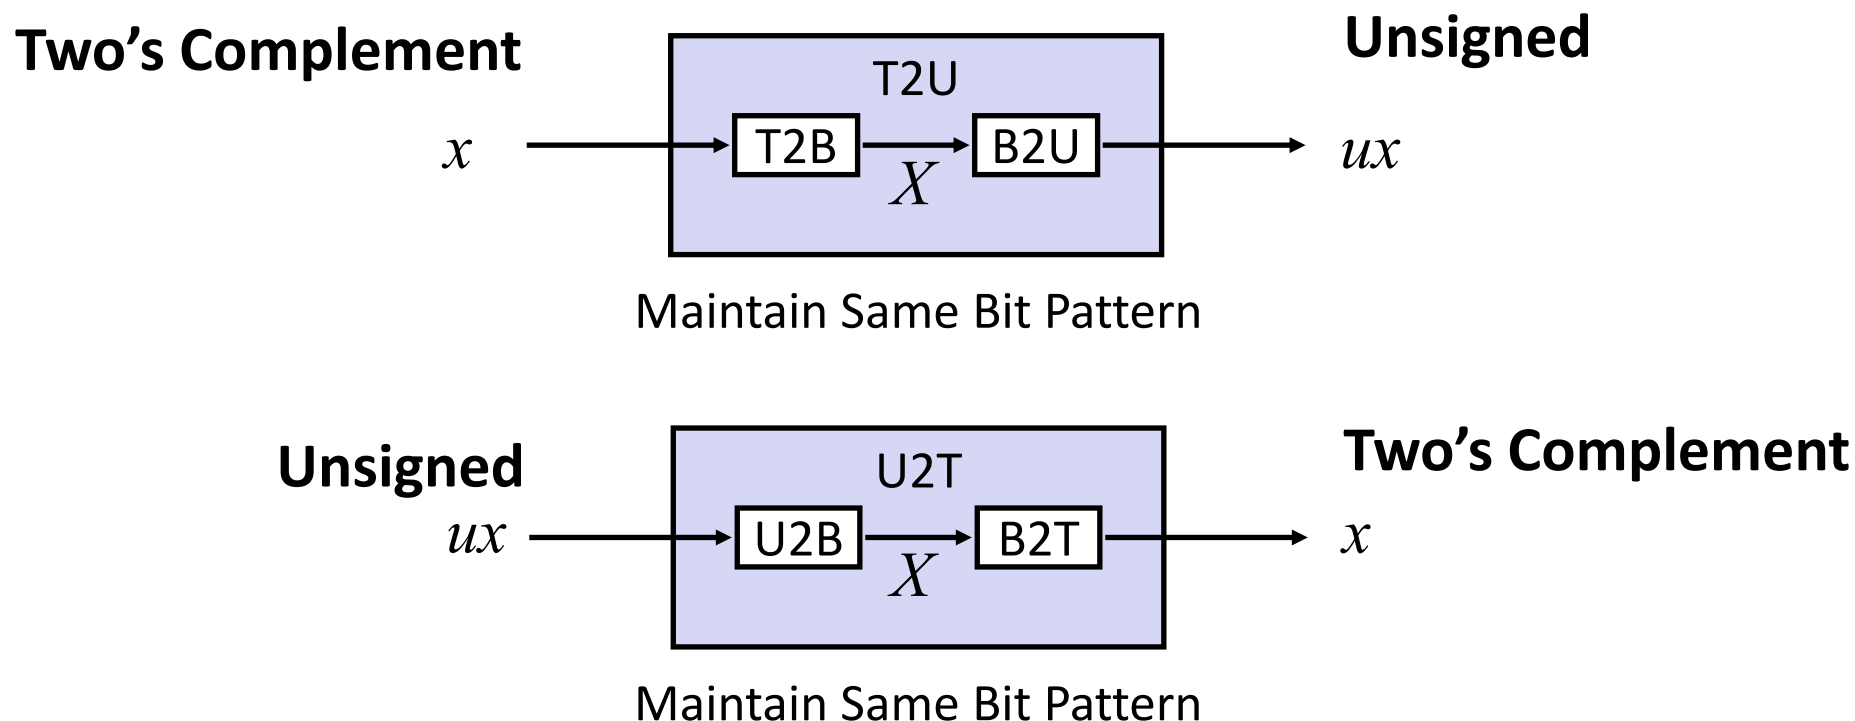 Two’s Complement
Unsigned
T2U
x
T2B
B2U
ux
X
Maintain Same Bit Pattern
Unsigned
Two’s Complement
U2T
ux
U2B
B2T
x
X
Maintain Same Bit Pattern